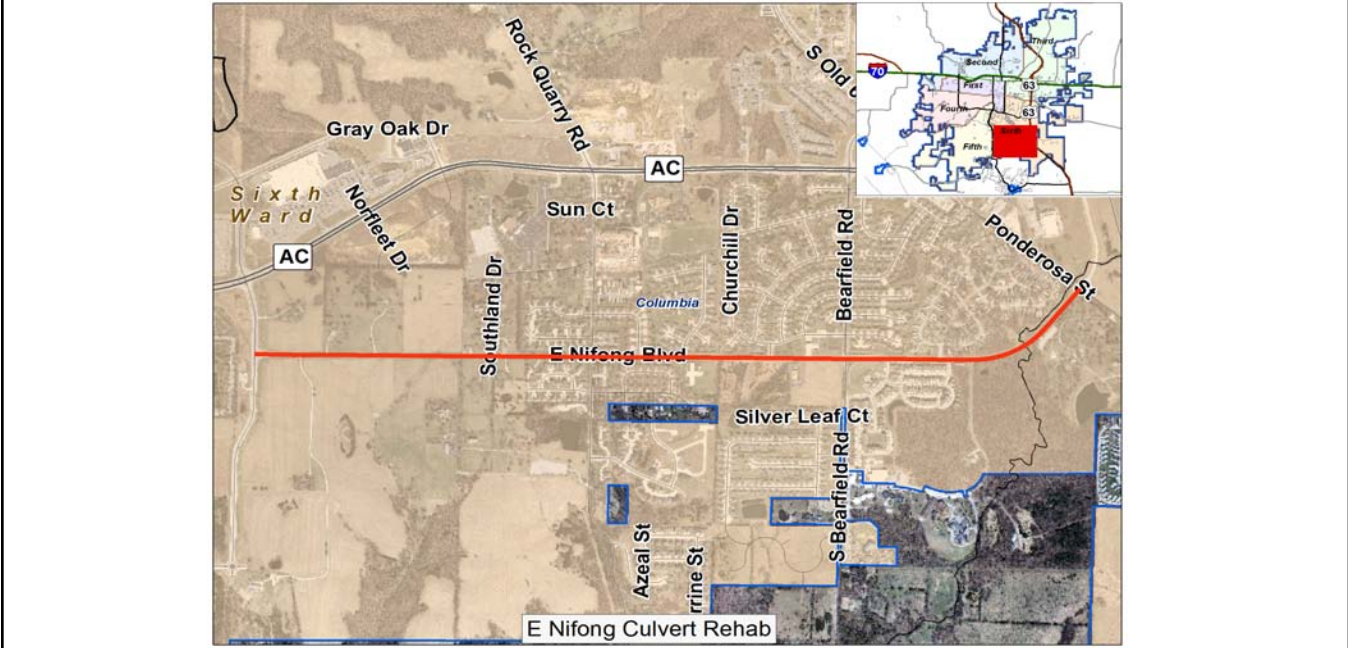 Rock Quarry Rd
S Old
Gray Oak Dr
AC
Sixth
Ward
Norfleet Dr
Sun Ct
AC
Southland Dr
Columbia
Churchill Dr
Bearfield Rd
Ponderosa St
E Nifong Blvd
Silver Leaf Ct
S Bearfield Rd
Azeal St
rrine St
E Nifong Culvert Rehab
Third
Second
70
First
63
63
Fourth
Sixth
Fifth